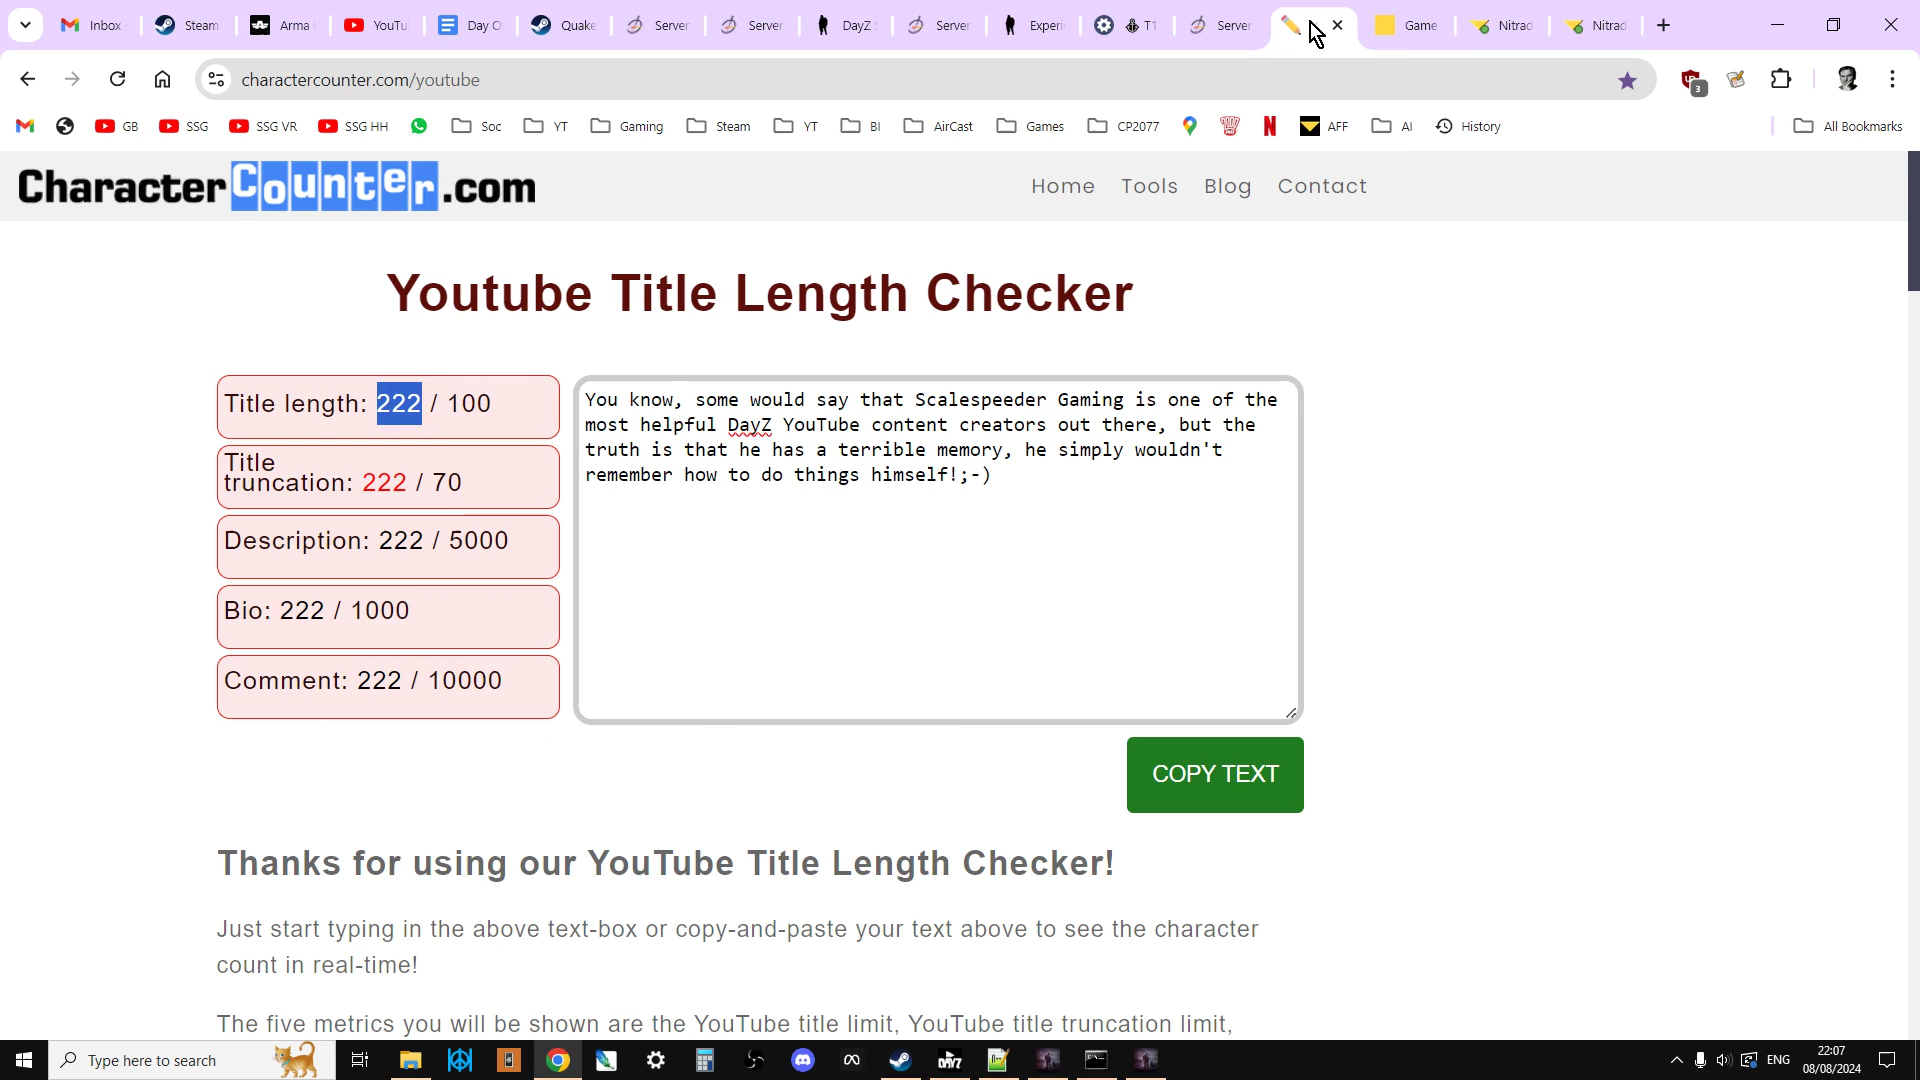 Inbox
Steam
Arma
YouTu
Day O
Quake
Server
Server
DayZ S
Server
Experi
T1
Server
Game
Nitrad
Nitrad
charactercounter.com/youtube
3
GB
SSG
SSG VR
SSG HH
Soc
YT
Gaming
Steam
YT
BI
AirCast
Games
CP2077
AFF
AI
History
All Bookmarks
CharacterCounter.com
Home
Tools
Blog
Contact
Youtube Title Length Checker
Title length: 222 / 100
Title
truncation: 222 / 70
Description: 222 / 5000
Bio: 222 / 1000
Comment: 222 / 10000
You know, some would say that Scalespeeder Gaming is one of the
most helpful DayZ YouTube content creators out there, but the
truth is that he has a terrible memory, he simply wouldn't
remember how to do things himself!;-)
COPY TEXT
Thanks for using our YouTube Title Length Checker!
Just start typing in the above text-box or copy-and-paste your text above to see the character
count in real-time!
The five metrics you will be shown are the YouTube title limit, YouTube title truncation limit,
Type here to search
DAYZ
ENG
22:07
08/08/2024